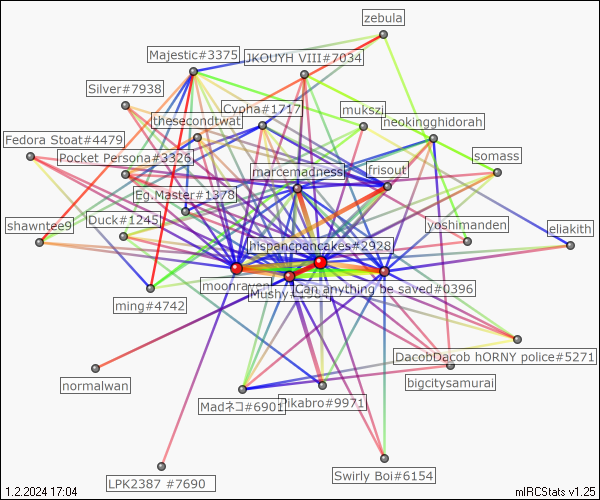 zebula
Majestic#3375
JKOUYH VIII#7034
Silver#7938
Cypha#1717
mukszj
thesecondtwat
neokingghidorah
Fedora Stoat#4479
Pocket Persona#3326
marcemadness
frisout
somass
Eg.Master#1378
shawntee9
Duck#1245
yoshimanden
eliakith
hispancpancakes#2928
moonraven
Can anything be saved#0396
ming#4742
DacobDacob hORNY police#5271
normalwan
bigcitysamurai
Madネコ#6901
Pikabro#9971
LPK2387 #7690
Swirly Boi#6154
1.2.2024 17:04
mIRCStats v1.25